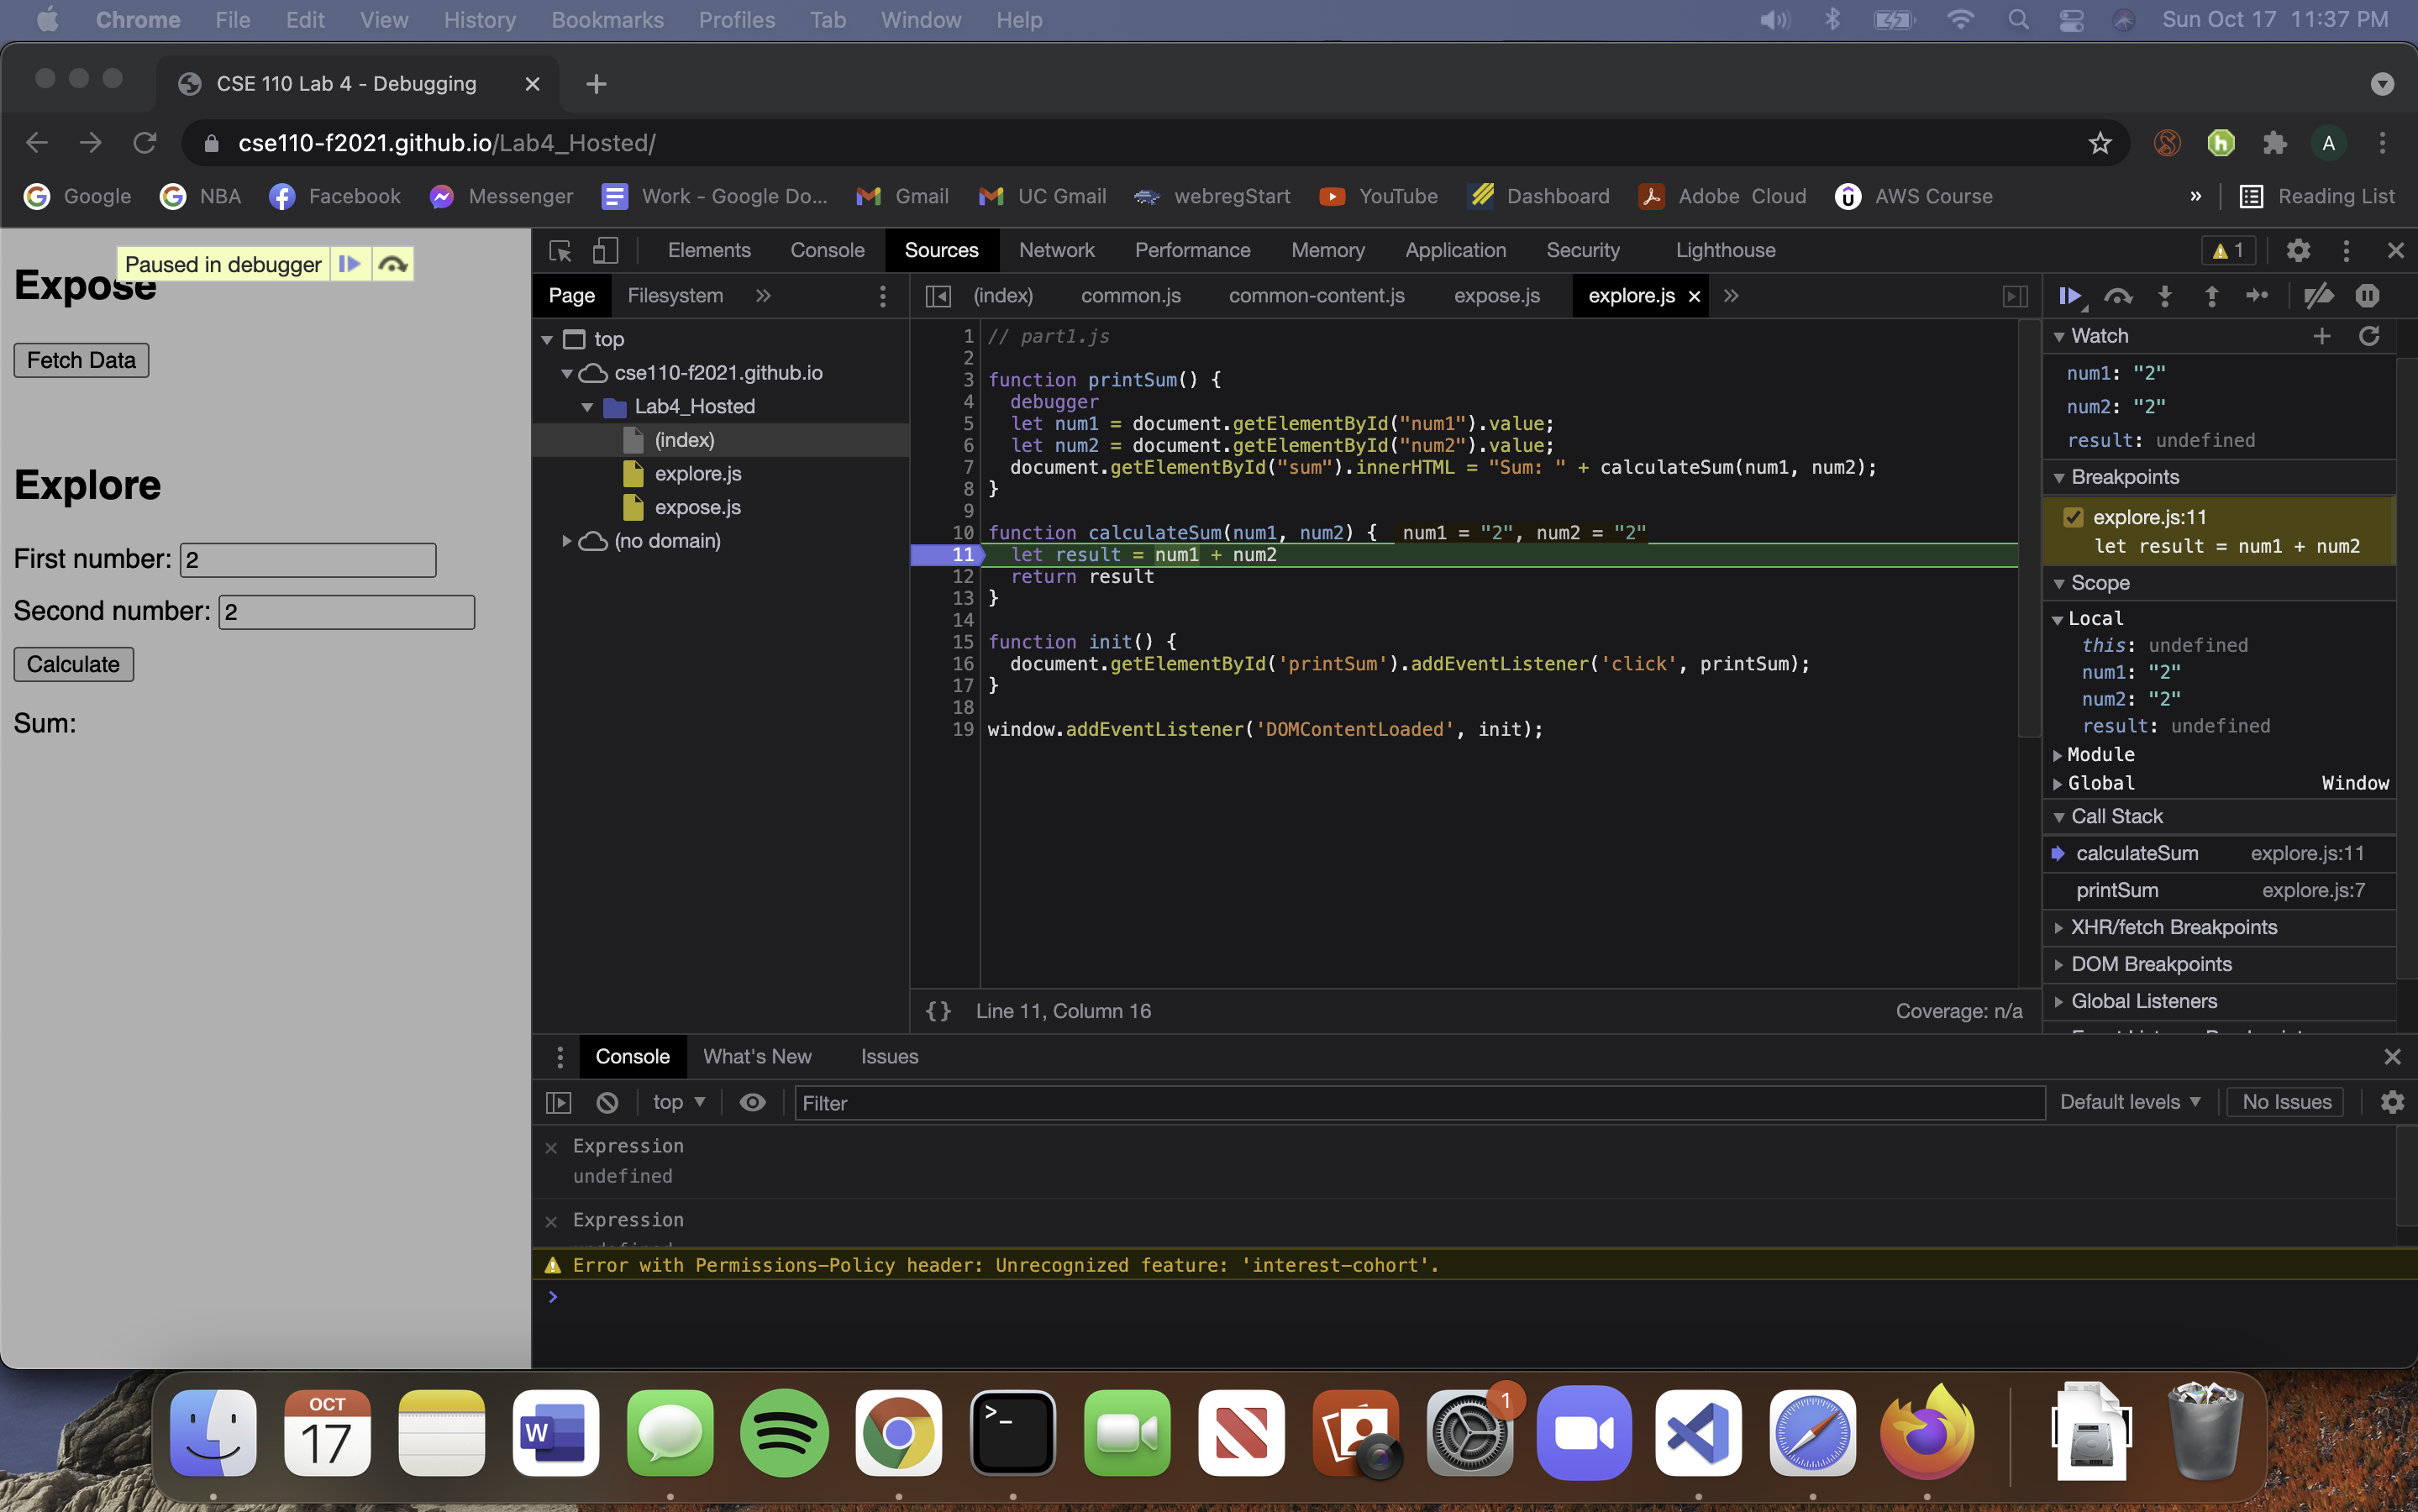 Chrome File Edit View History Bookmarks Profiles Tab Window Help Sun Oct 17 11:37 PM
CSE 110 Lab 4 - Debugging
cse110-f2021.github.io/Lab4_Hosted/ A
Google NBA Facebook Messenger Work - Google Do... Gmail UC Gmail webregStart YouTube Dashboard Adobe Cloud AWS Course » Reading List
Paused in debugger
Expose
Fetch Data
Explore
First number: 2
Second number: 2
Calculate
Sum:
Elements Console Sources Network Performance Memory Application Security Lighthouse 1
Page Filesystem »
top
cse110-f2021.github.io
Lab4_Hosted
(index)
explore.js
expose.js
(no domain)
(index) common.js common-content.js expose.js explore.js »
1 // part1.js
2
3 function printSum() {
4 debugger
5 let num1 = document.getElementById("num1").value;
6 let num2 = document.getElementById("num2").value;
7 document.getElementById("sum").innerHTML = "Sum: " + calculateSum(num1, num2);
8 }
9
10 function calculateSum(num1, num2) { num1 = "2", num2 = "2"
11 let result = num1 + num2
12 return result
13 }
14
15 function init() {
16 document.getElementById('printSum').addEventListener('click', printSum);
17 }
18
19 window.addEventListener('DOMContentLoaded', init);
{} Line 11, Column 16 Coverage: n/a
Watch
num1: "2"
num2: "2"
result: undefined
Breakpoints
explore.js:11
let result = num1 + num2
Scope
Local
this: undefined
num1: "2"
num2: "2"
result: undefined
Module
Global Window
Call Stack
calculateSum explore.js:11
printSum explore.js:7
XHR/fetch Breakpoints
DOM Breakpoints
Global Listeners
Console What's New Issues
top Filter Default levels No Issues
Expression
undefined
Expression
Error with Permissions-Policy header: Unrecognized feature: 'interest-cohort'.
>
OCT
17
W
>_
1